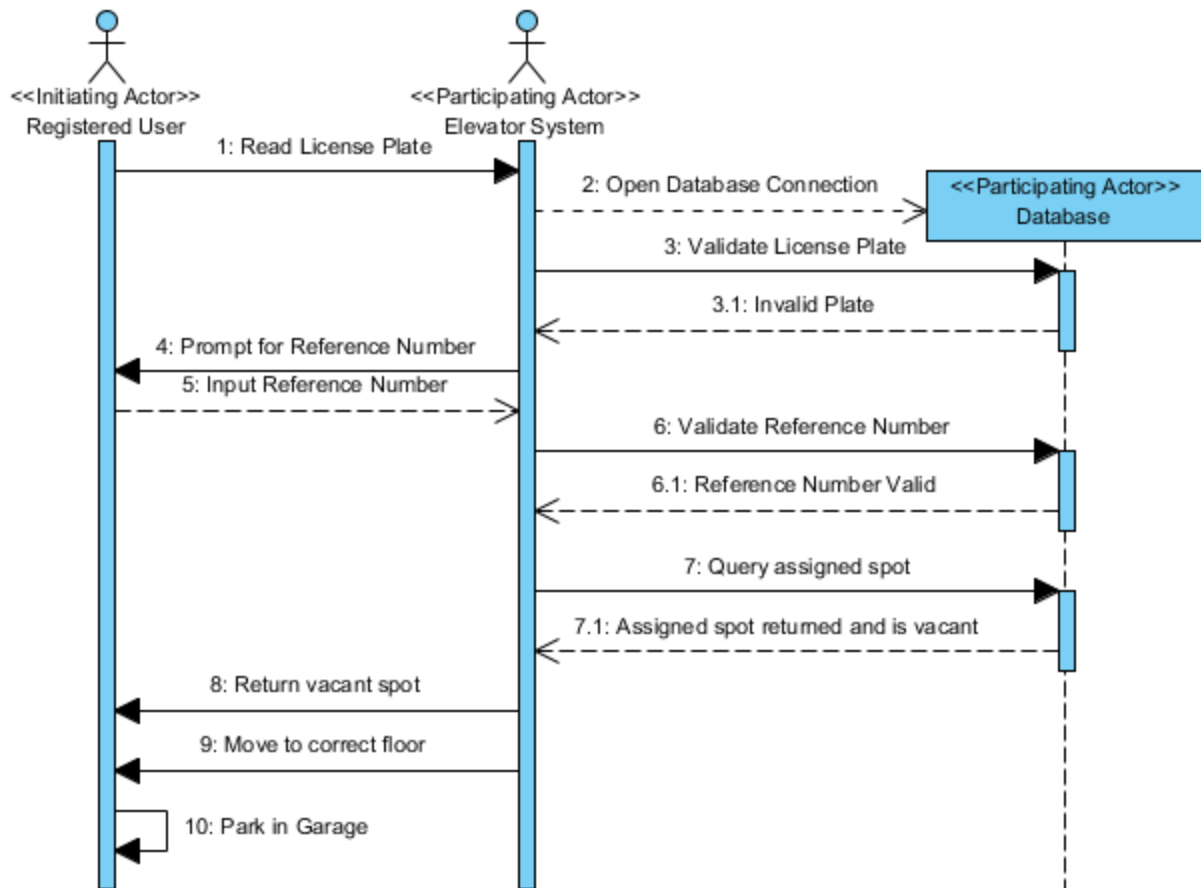 <<Initiating Actor>>
Registered User
<<Participating Actor>>
Elevator System
1: Read License Plate
2: Open Database Connection
<<Participating Actor>>
Database
3: Validate License Plate
3.1: Invalid Plate
4: Prompt for Reference Number
5: Input Reference Number
6: Validate Reference Number
6.1: Reference Number Valid
7: Query assigned spot
7.1: Assigned spot returned and is vacant
8: Return vacant spot
9: Move to correct floor
10: Park in Garage